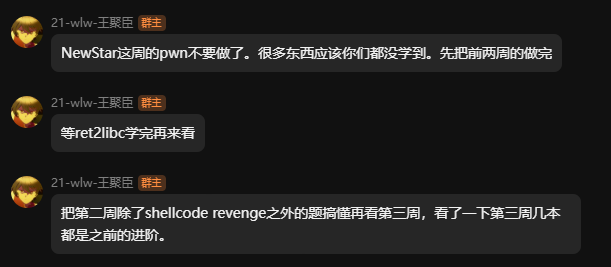 21-wlw-王聚臣 群主
NewStar这周的pwn不要做了。很多东西应该你们都没学到。先把前两周的做完
21-wlw-王聚臣 群主
等ret2libc学完再来看
21-wlw-王聚臣 群主
把第二周除了shellcode revenge之外的题搞懂再看第三周，看了一下第三周几本
都是之前的进阶。